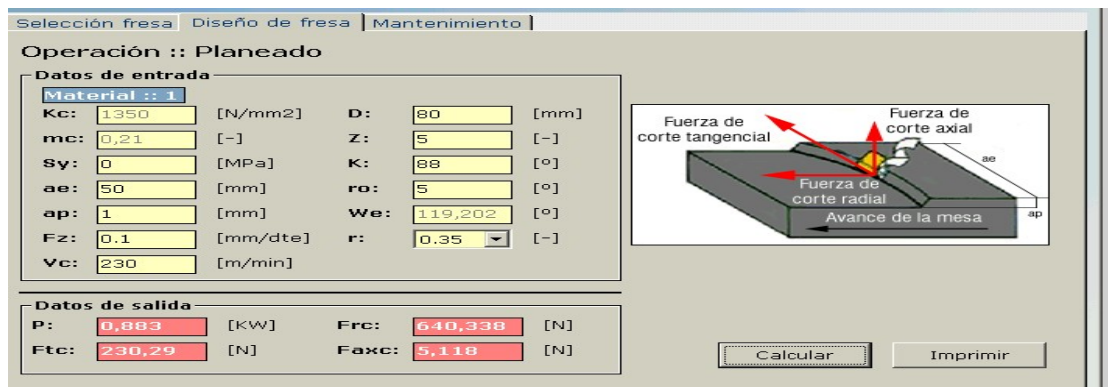 Selección fresa Diseño de fresa Mantenimiento
Operación :: Planeado
Datos de entrada
Material :: 1
Kc: 1350 [N/mm2] D: 80 [mm]
mc: 0,21 [-] Z: 5 [-]
Sy: 0 [MPa] K: 88 [º]
ae: 50 [mm] ro: 5 [º]
ap: 1 [mm] We: 119,202 [º]
Fz: 0.1 [mm/dte] r: 0.35 [-]
Vc: 230 [m/min]
Fuerza de corte tangencial
Fuerza de corte axial
ae
Fuerza de corte radial
Avance de la mesa
ap
Datos de salida
P: 0,883 [KW] Frc: 640,338 [N]
Ftc: 230,29 [N] Faxc: 5,118 [N]
Calcular Imprimir